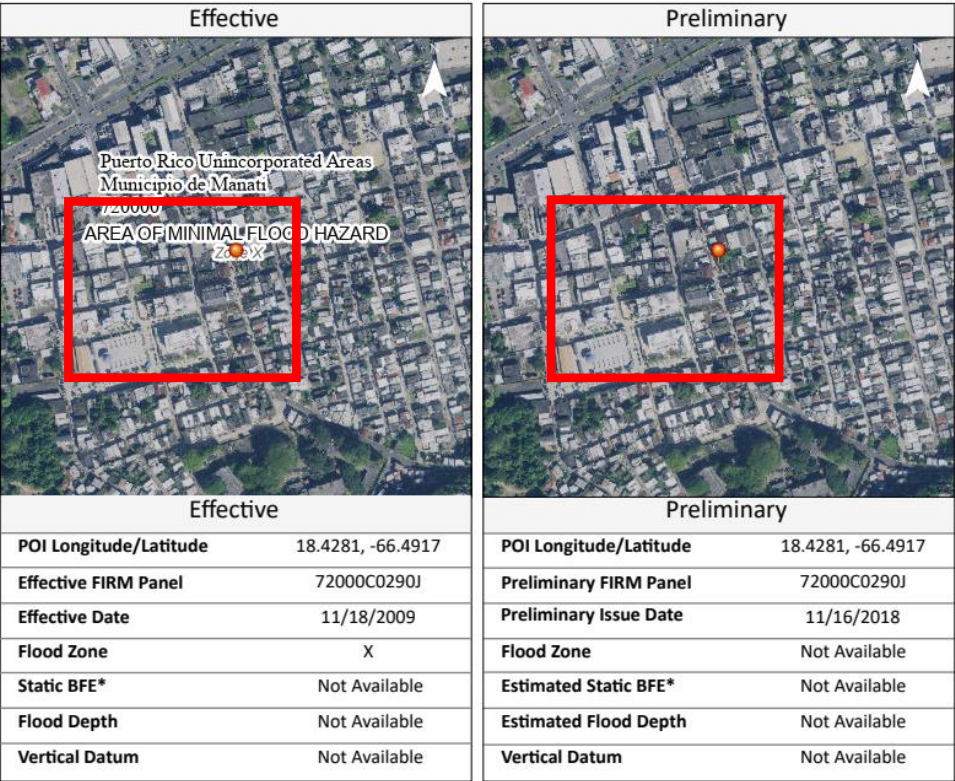 Effective
Puerto Rico Unincorporated Areas
Municipio de Manati
720000
AREA OF MINIMAL FLOOD HAZARD
Zone X
Effective
POI Longitude/Latitude 18.4281, -66.4917
Effective FIRM Panel 72000C0290J
Effective Date 11/18/2009
Flood Zone X
Static BFE* Not Available
Flood Depth Not Available
Vertical Datum Not Available
Preliminary
Preliminary
POI Longitude/Latitude 18.4281, -66.4917
Preliminary FIRM Panel 72000C0290J
Preliminary Issue Date 11/16/2018
Flood Zone Not Available
Estimated Static BFE* Not Available
Estimated Flood Depth Not Available
Vertical Datum Not Available